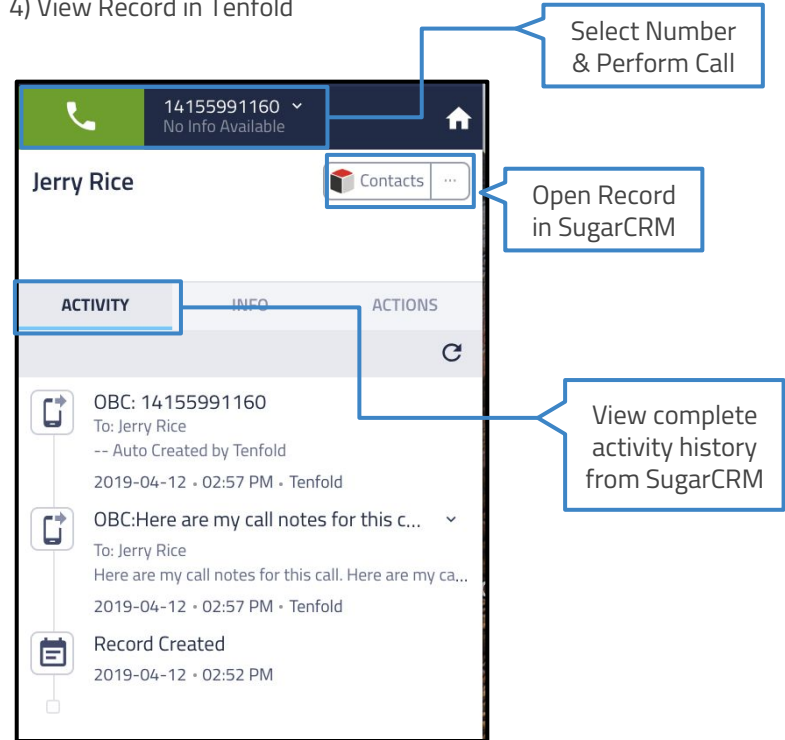 4) View Record in Tenfold
Select Number
& Perform Call
14155991160
No Info Available
Jerry Rice
Contacts ...
Open Record
in SugarCRM
ACTIVITY INFO ACTIONS
OBC: 14155991160
To: Jerry Rice
-- Auto Created by Tenfold
2019-04-12 • 02:57 PM • Tenfold
View complete
activity history
from SugarCRM
OBC:Here are my call notes for this c...
To: Jerry Rice
Here are my call notes for this call. Here are my ca...
2019-04-12 • 02:57 PM • Tenfold
Record Created
2019-04-12 • 02:52 PM